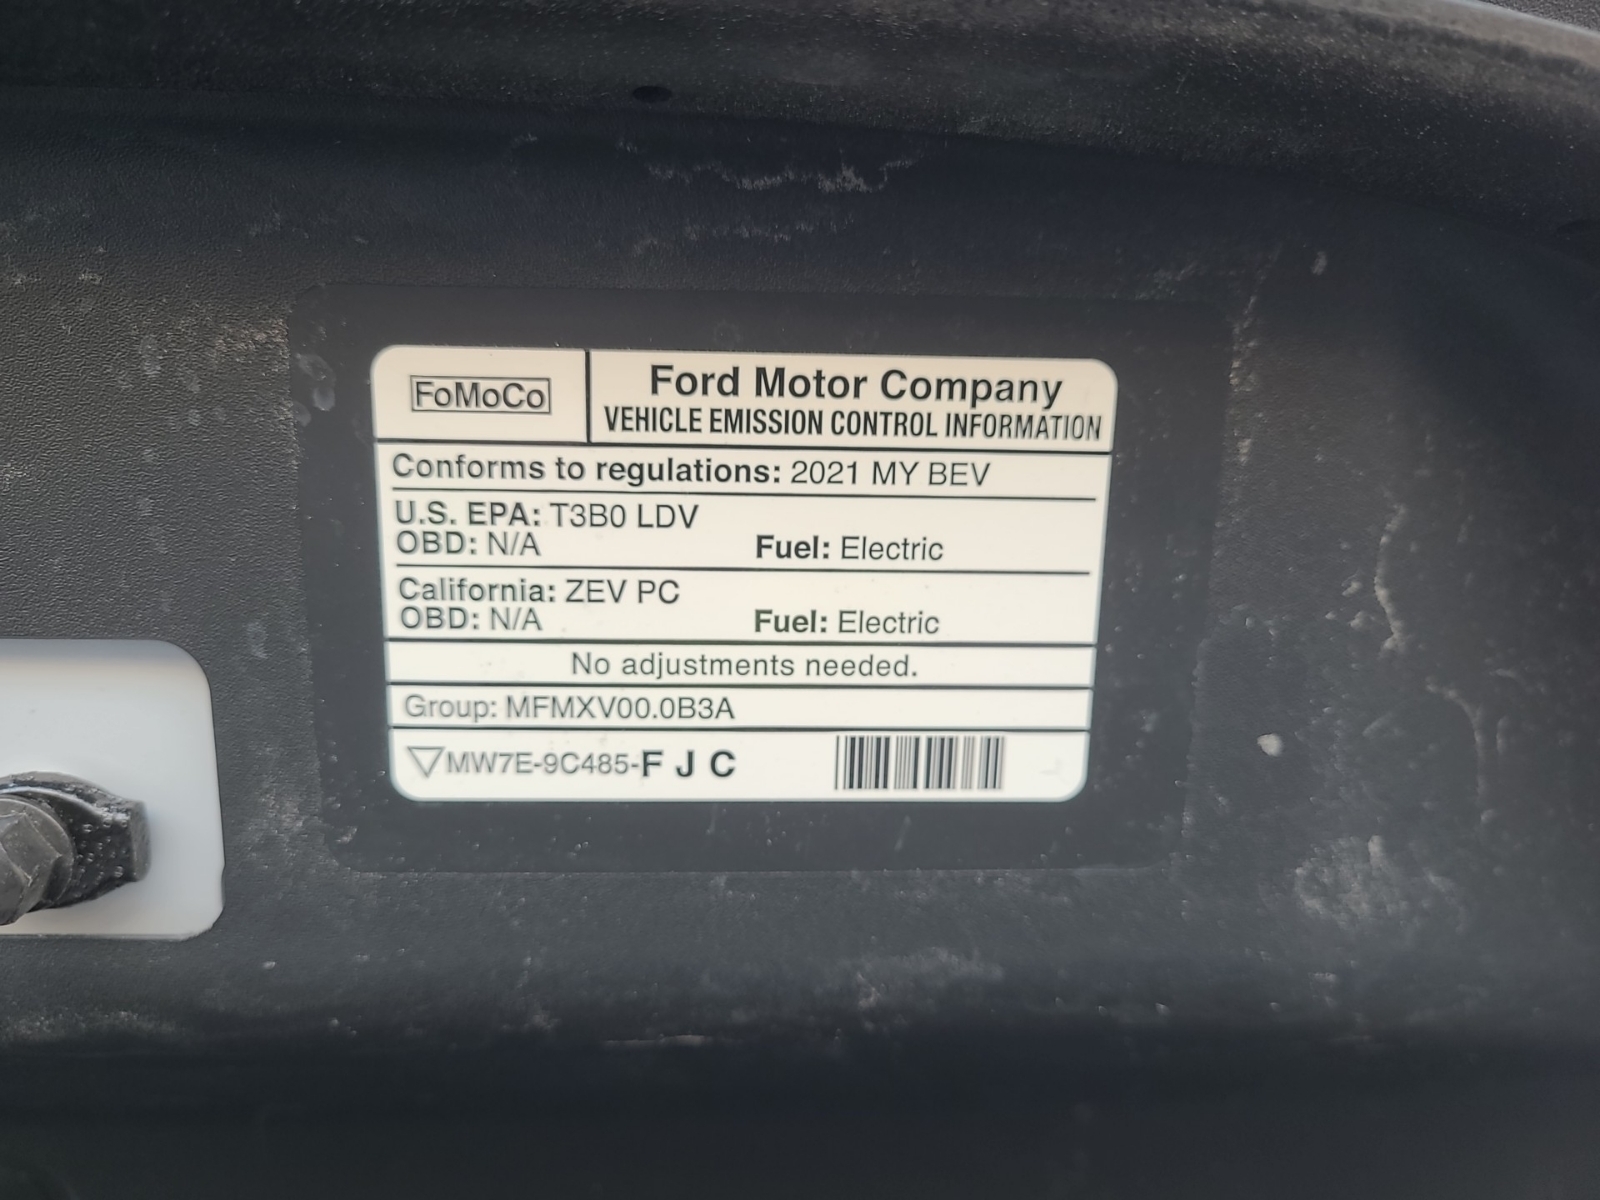 FoMoCo
Ford Motor Company
VEHICLE EMISSION CONTROL INFORMATION
Conforms to regulations: 2021 MY BEV
U.S. EPA: T3B0 LDV
OBD: N/A Fuel: Electric
California: ZEV PC
OBD: N/A Fuel: Electric
No adjustments needed.
Group: MFMXV00.0B3A
MW7E-9C485-F J C